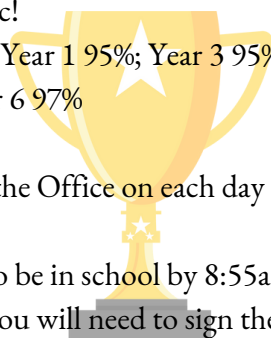 c!
Year 1 95%; Year 3 95%
6 97%
the Office on each day
o be in school by 8:55a
ou will need to sign the